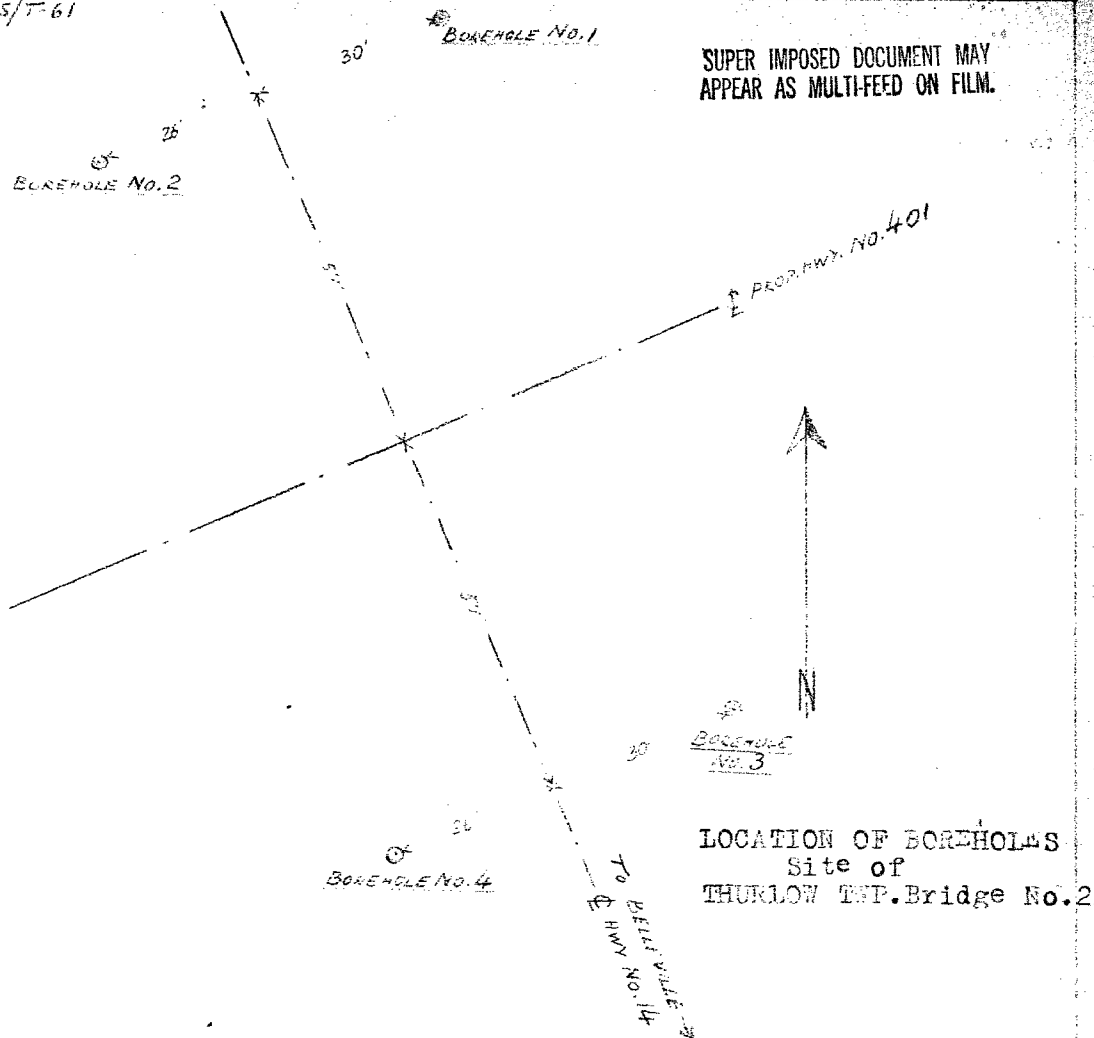 S/T-61
BOREHOLE No. 1
30'
SUPER IMPOSED DOCUMENT MAY
APPEAR AS MULTI-FEED ON FILM.
BOREHOLE No. 2
℄ PROP. HWY. NO. 401
N
30'
BOREHOLE
No. 3
BOREHOLE No. 4
LOCATION OF BOREHOLES
Site of
THURLOW TWP. Bridge No. 2
TO BELLEVILLE
℄ HWY NO. 14